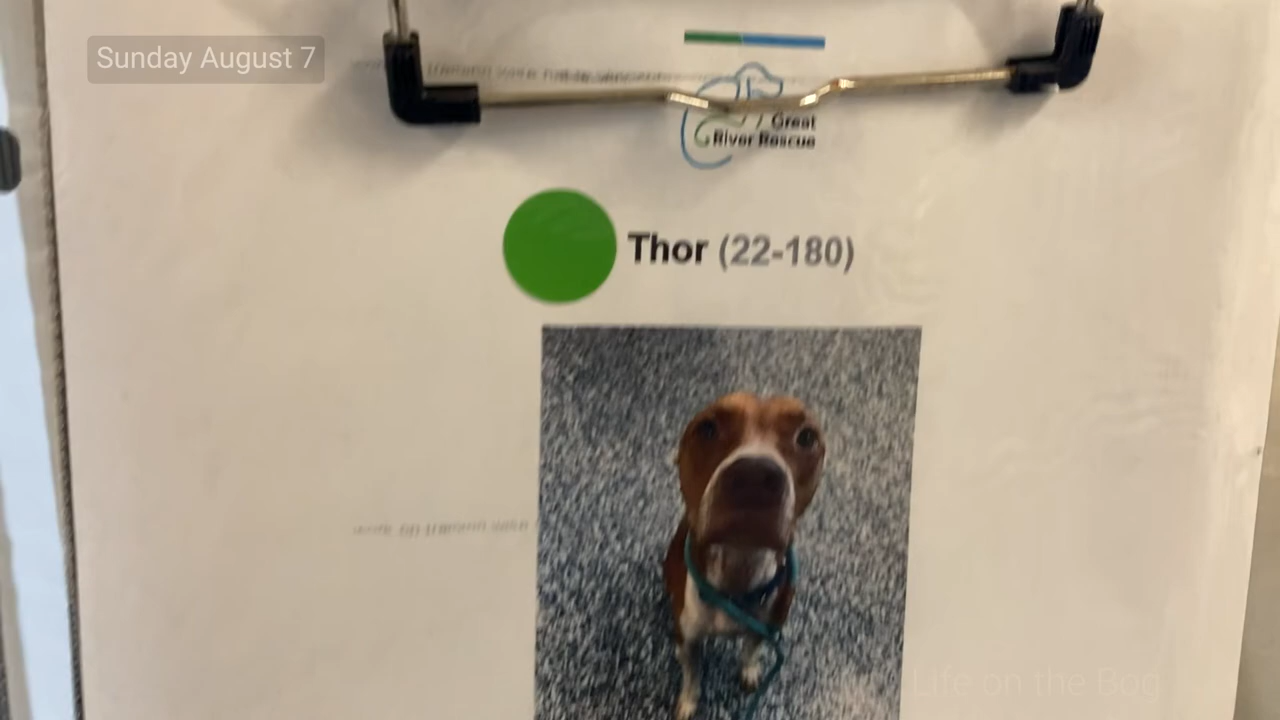 Sunday August 7
Great
River Rescue
Thor (22-180)
Life on the Bog